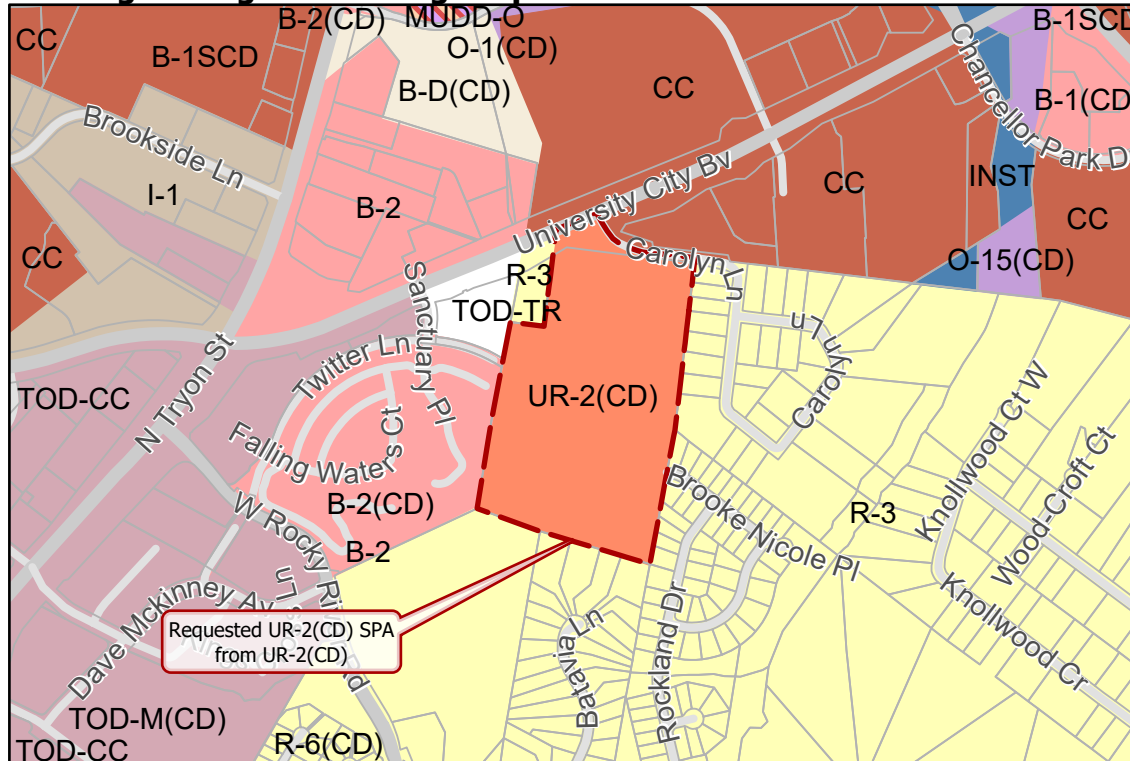 B-2(CD)
MUDD-O
B-1SCD
CC
B-1SCD
O-1(CD)
CC
B-D(CD)
B-1(CD
Chancellor Park D
Brookside Ln
I-1
B-2
University City Bv
CC
INST
CC
CC
O-15(CD)
Carolyn Ln
R-3
Sanctuary Pl
TOD-TR
Carolyn Ln
Twitter Ln
N Tryon St
TOD-CC
UR-2(CD)
Falling Waters Ct
B-2(CD)
W Rocky River Rd
B-2
Brooke Nicole Pl
R-3
Knollwood Ct W
Wood-Croft Ct
Knollwood Cr
Dave Mckinney Av
Requested UR-2(CD) SPA
from UR-2(CD)
Batavia Ln
Rockland Dr
TOD-M(CD)
TOD-CC
R-6(CD)